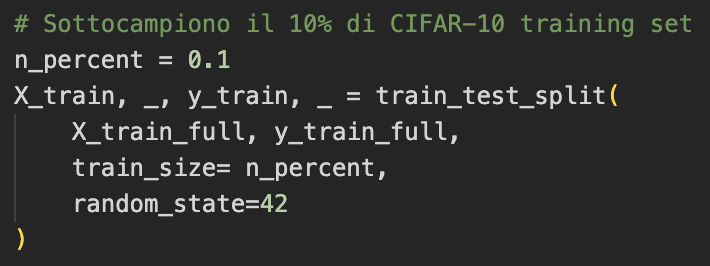 # Sottocampiono il 10% di CIFAR-10 training set
n_percent = 0.1
X_train, _, y_train, _ = train_test_split(
    X_train_full, y_train_full,
    train_size= n_percent,
    random_state=42
)